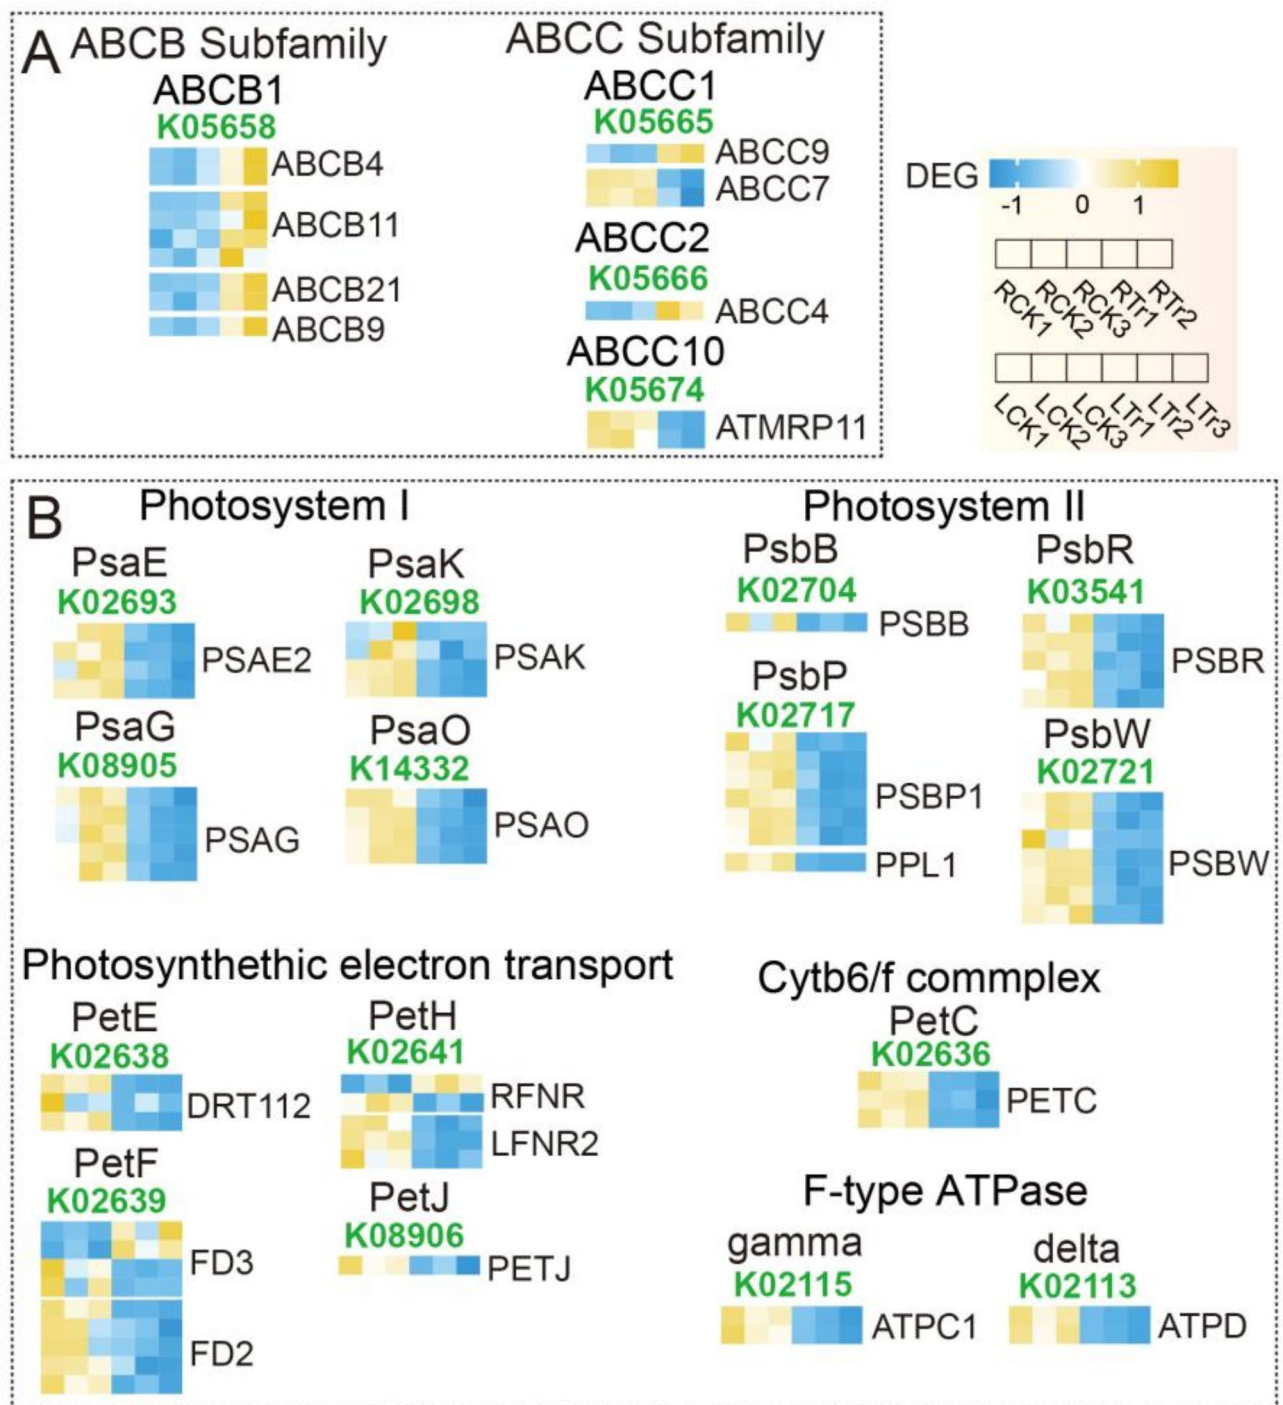 A
ABCB Subfamily
ABCB1
K05658
ABCB4
ABCB11
ABCB21
ABCB9
ABCC Subfamily
ABCC1
K05665
ABCC9
ABCC7
ABCC2
K05666
ABCC4
ABCC10
K05674
ATMRP11
DEG
-1 0 1
RCK1 RCK2 RCK3 RTr1 RTr2
LCK1 LCK2 LCK3 LTr1 LTr2 LTr3
B
Photosystem I
PsaE
K02693
PSAE2
PsaK
K02698
PSAK
PsaG
K08905
PSAG
PsaO
K14332
PSAO
Photosystem II
PsbB
K02704
PSBB
PsbR
K03541
PSBR
PsbP
K02717
PSBP1
PPL1
PsbW
K02721
PSBW
Photosynthethic electron transport
PetE
K02638
DRT112
PetH
K02641
RFNR
LFNR2
PetF
K02639
FD3
FD2
PetJ
K08906
PETJ
Cytb6/f commplex
PetC
K02636
PETC
F-type ATPase
gamma
K02115
ATPC1
delta
K02113
ATPD